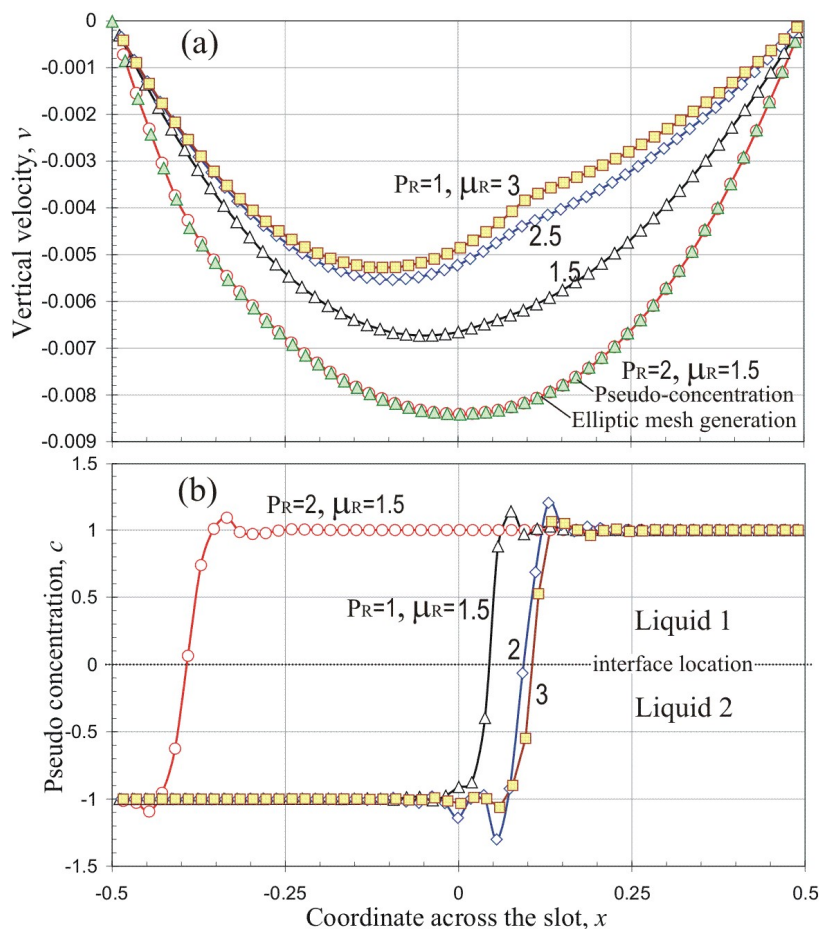 0
(a)
-0.001
-0.002
-0.003
-0.004
-0.005
-0.006
-0.007
-0.008
-0.009
Vertical velocity, v
PR=1, μR=3
2.5
1.5
PR=2, μR=1.5
Pseudo-concentration
Elliptic mesh generation
1.5
1
0.5
0
-0.5
-1
-1.5
Pseudo concentration, c
(b)
PR=2, μR=1.5
PR=1, μR=1.5
2
3
Liquid 1
interface location
Liquid 2
-0.5
-0.25
0
0.25
0.5
Coordinate across the slot, x